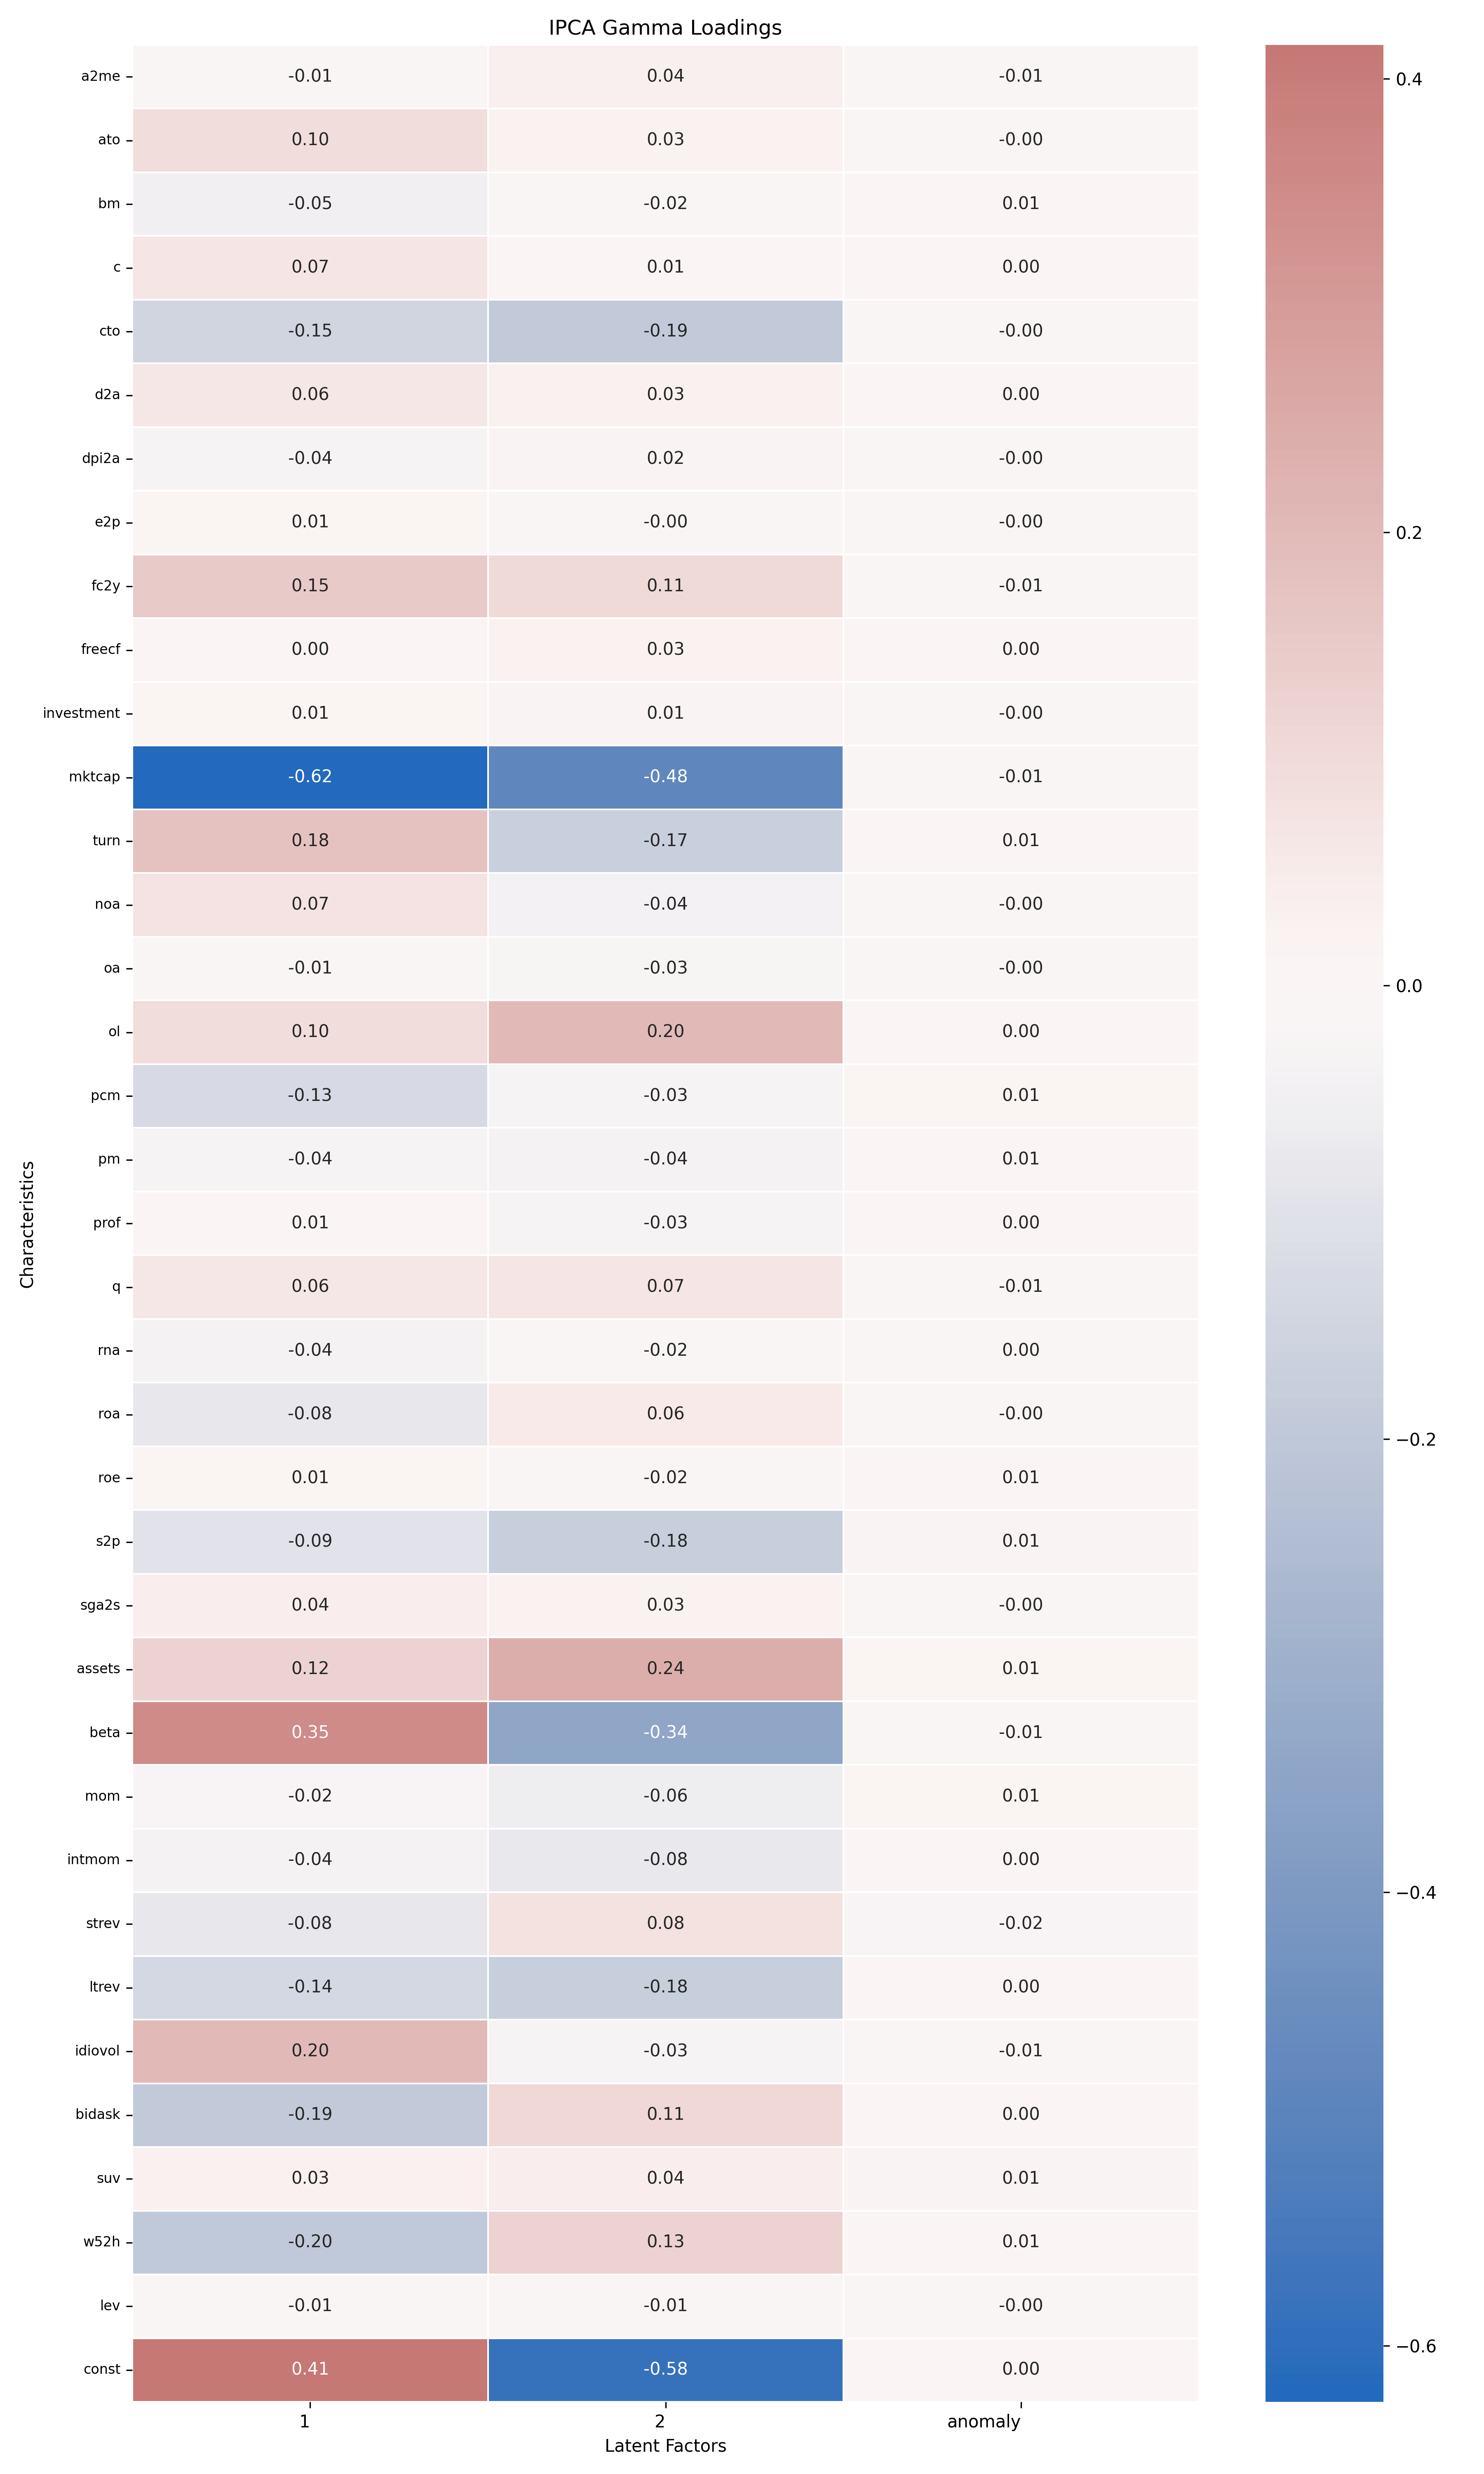 IPCA Gamma Loadings
a2me -0.01 0.04 -0.01
ato 0.10 0.03 -0.00
bm -0.05 -0.02 0.01
c 0.07 0.01 0.00
cto -0.15 -0.19 -0.00
d2a 0.06 0.03 0.00
dpi2a -0.04 0.02 -0.00
e2p 0.01 -0.00 -0.00
fc2y 0.15 0.11 -0.01
freecf 0.00 0.03 0.00
investment 0.01 0.01 -0.00
mktcap -0.62 -0.48 -0.01
turn 0.18 -0.17 0.01
noa 0.07 -0.04 -0.00
oa -0.01 -0.03 -0.00
ol 0.10 0.20 0.00
pcm -0.13 -0.03 0.01
pm -0.04 -0.04 0.01
prof 0.01 -0.03 0.00
q 0.06 0.07 -0.01
rna -0.04 -0.02 0.00
roa -0.08 0.06 -0.00
roe 0.01 -0.02 0.01
s2p -0.09 -0.18 0.01
sga2s 0.04 0.03 -0.00
assets 0.12 0.24 0.01
beta 0.35 -0.34 -0.01
mom -0.02 -0.06 0.01
intmom -0.04 -0.08 0.00
strev -0.08 0.08 -0.02
ltrev -0.14 -0.18 0.00
idiovol 0.20 -0.03 -0.01
bidask -0.19 0.11 0.00
suv 0.03 0.04 0.01
w52h -0.20 0.13 0.01
lev -0.01 -0.01 -0.00
const 0.41 -0.58 0.00
1 2 anomaly
Latent Factors
Characteristics
0.4
0.2
0.0
−0.2
−0.4
−0.6